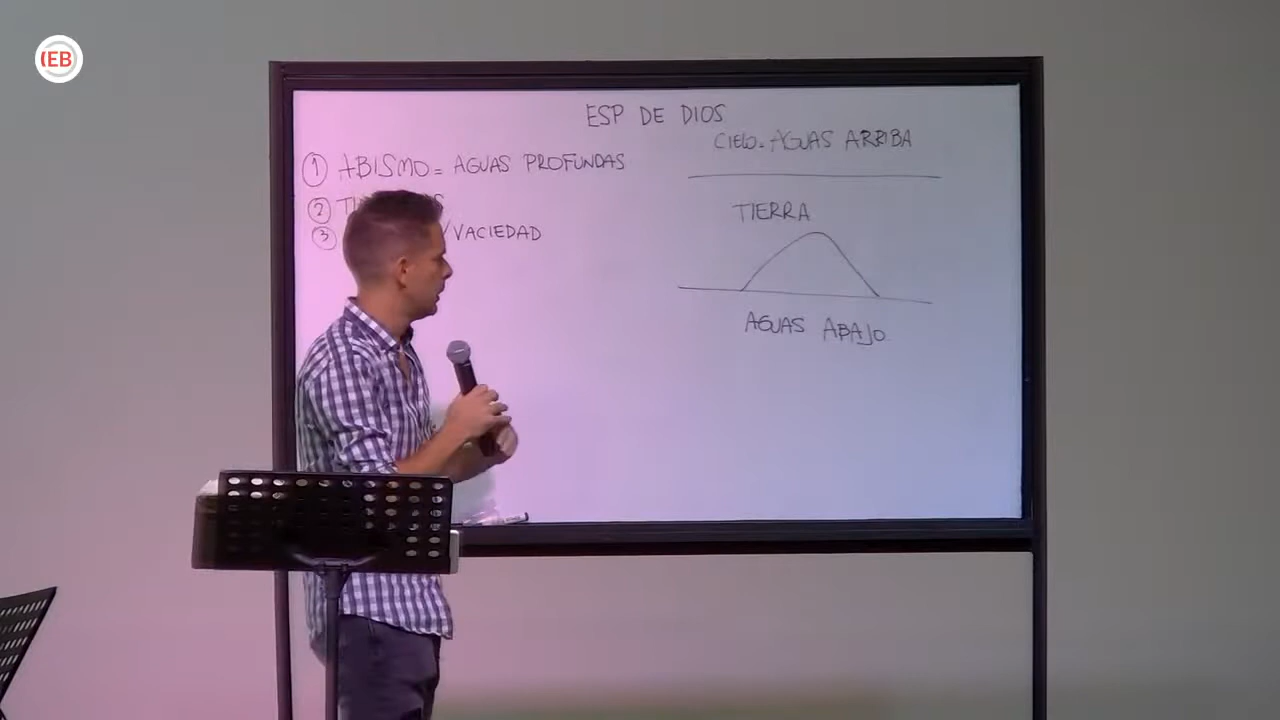 IEB
ESP DE DIOS
① ABISMO = AGUAS PROFUNDAS
②
③ /VACIEDAD
CIELO = AGUAS ARRIBA
TIERRA
AGUAS ABAJO